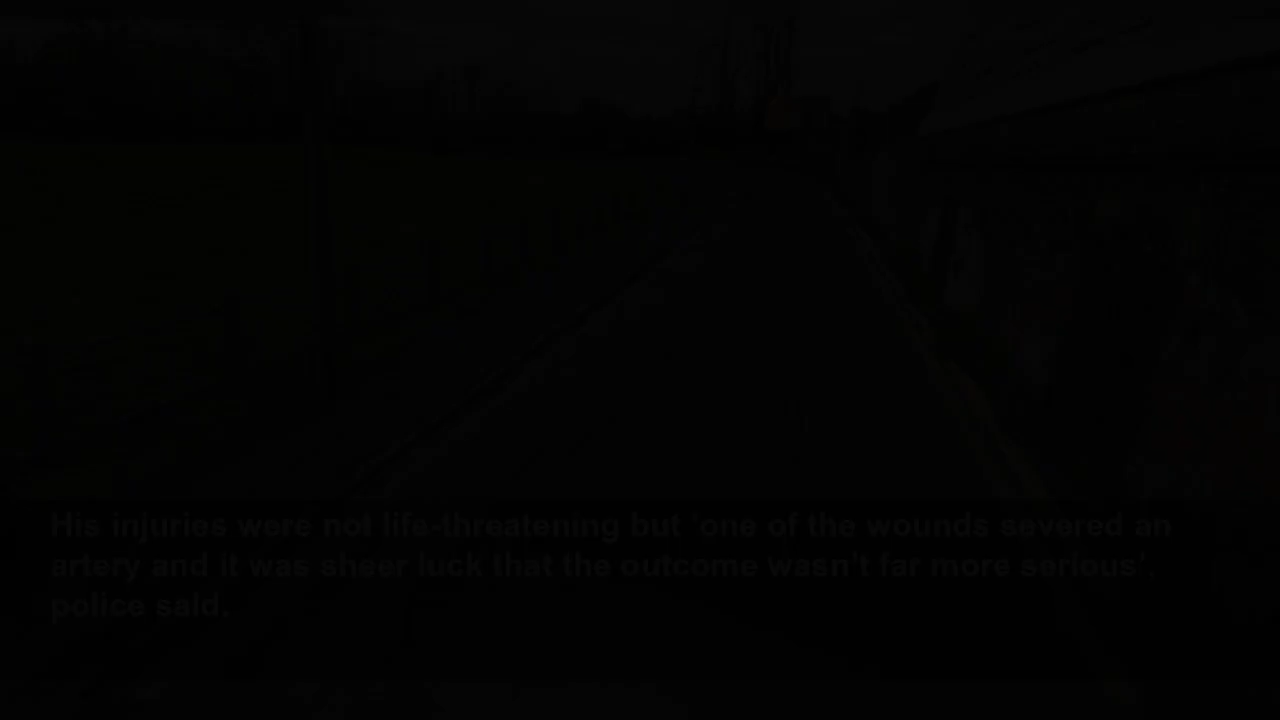 His injuries were not life-threatening but 'one of the wounds severed an
artery and it was sheer luck that the outcome wasn't far more serious',
police said.